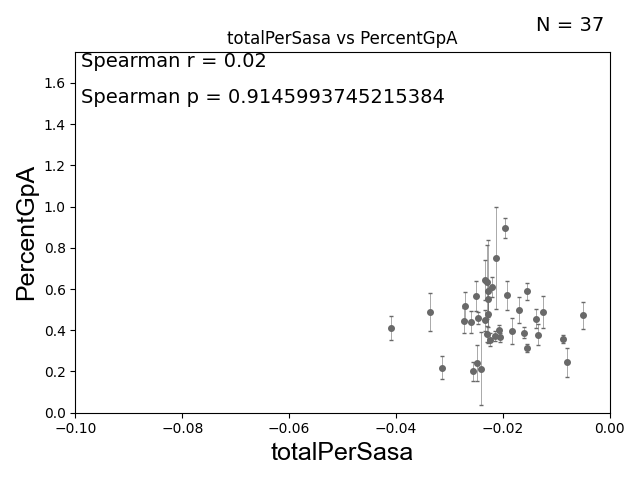 N = 37
totalPerSasa vs PercentGpA
Spearman r = 0.02
Spearman p = 0.9145993745215384
PercentGpA
1.6
1.4
1.2
1.0
0.8
0.6
0.4
0.2
0.0
−0.10 −0.08 −0.06 −0.04 −0.02 0.00
totalPerSasa